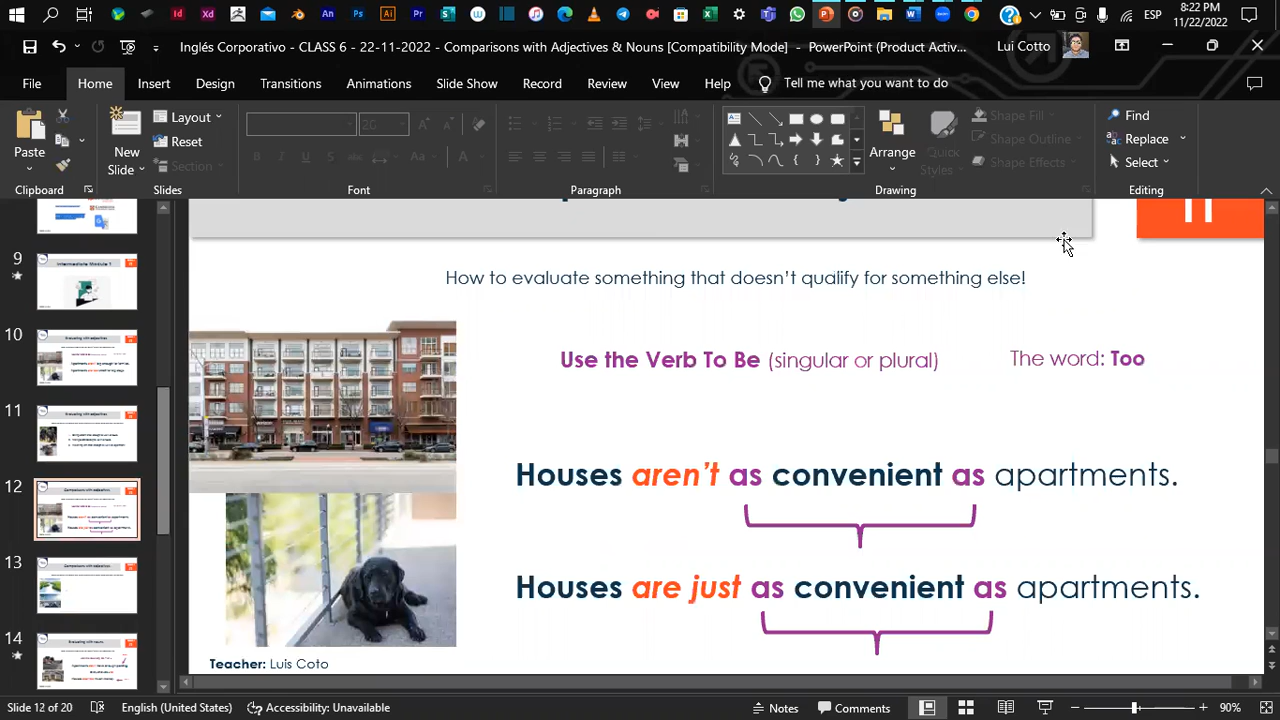 ESP
8:22
11/22/2022
Inglés Corporativo - CLASS 6 - 22-11-2022 - Comparisons with Adjectives & Nouns [Compatibility Mode] - PowerPoint (Product Activ...
Lui Cotto
File Home Insert Design Transitions Animations Slide Show Record Review View Help Tell me what you want to do
Paste
Clipboard
New Slide
Layout
Reset
Section
Slides
20
Font
Paragraph
Arrange
Quick Styles
Shape Fill
Shape Outline
Shape Effects
Drawing
Find
Replace
Select
Editing
9
10
11
12
13
14
How to evaluate something that doesn't qualify for something else!
Use the Verb To Be (singular or plural)
The word: Too
Houses aren't as convenient as apartments.
Houses are just as convenient as apartments.
Teacher: Luis Coto
Slide 12 of 20 English (United States) Accessibility: Unavailable Notes Comments 90%